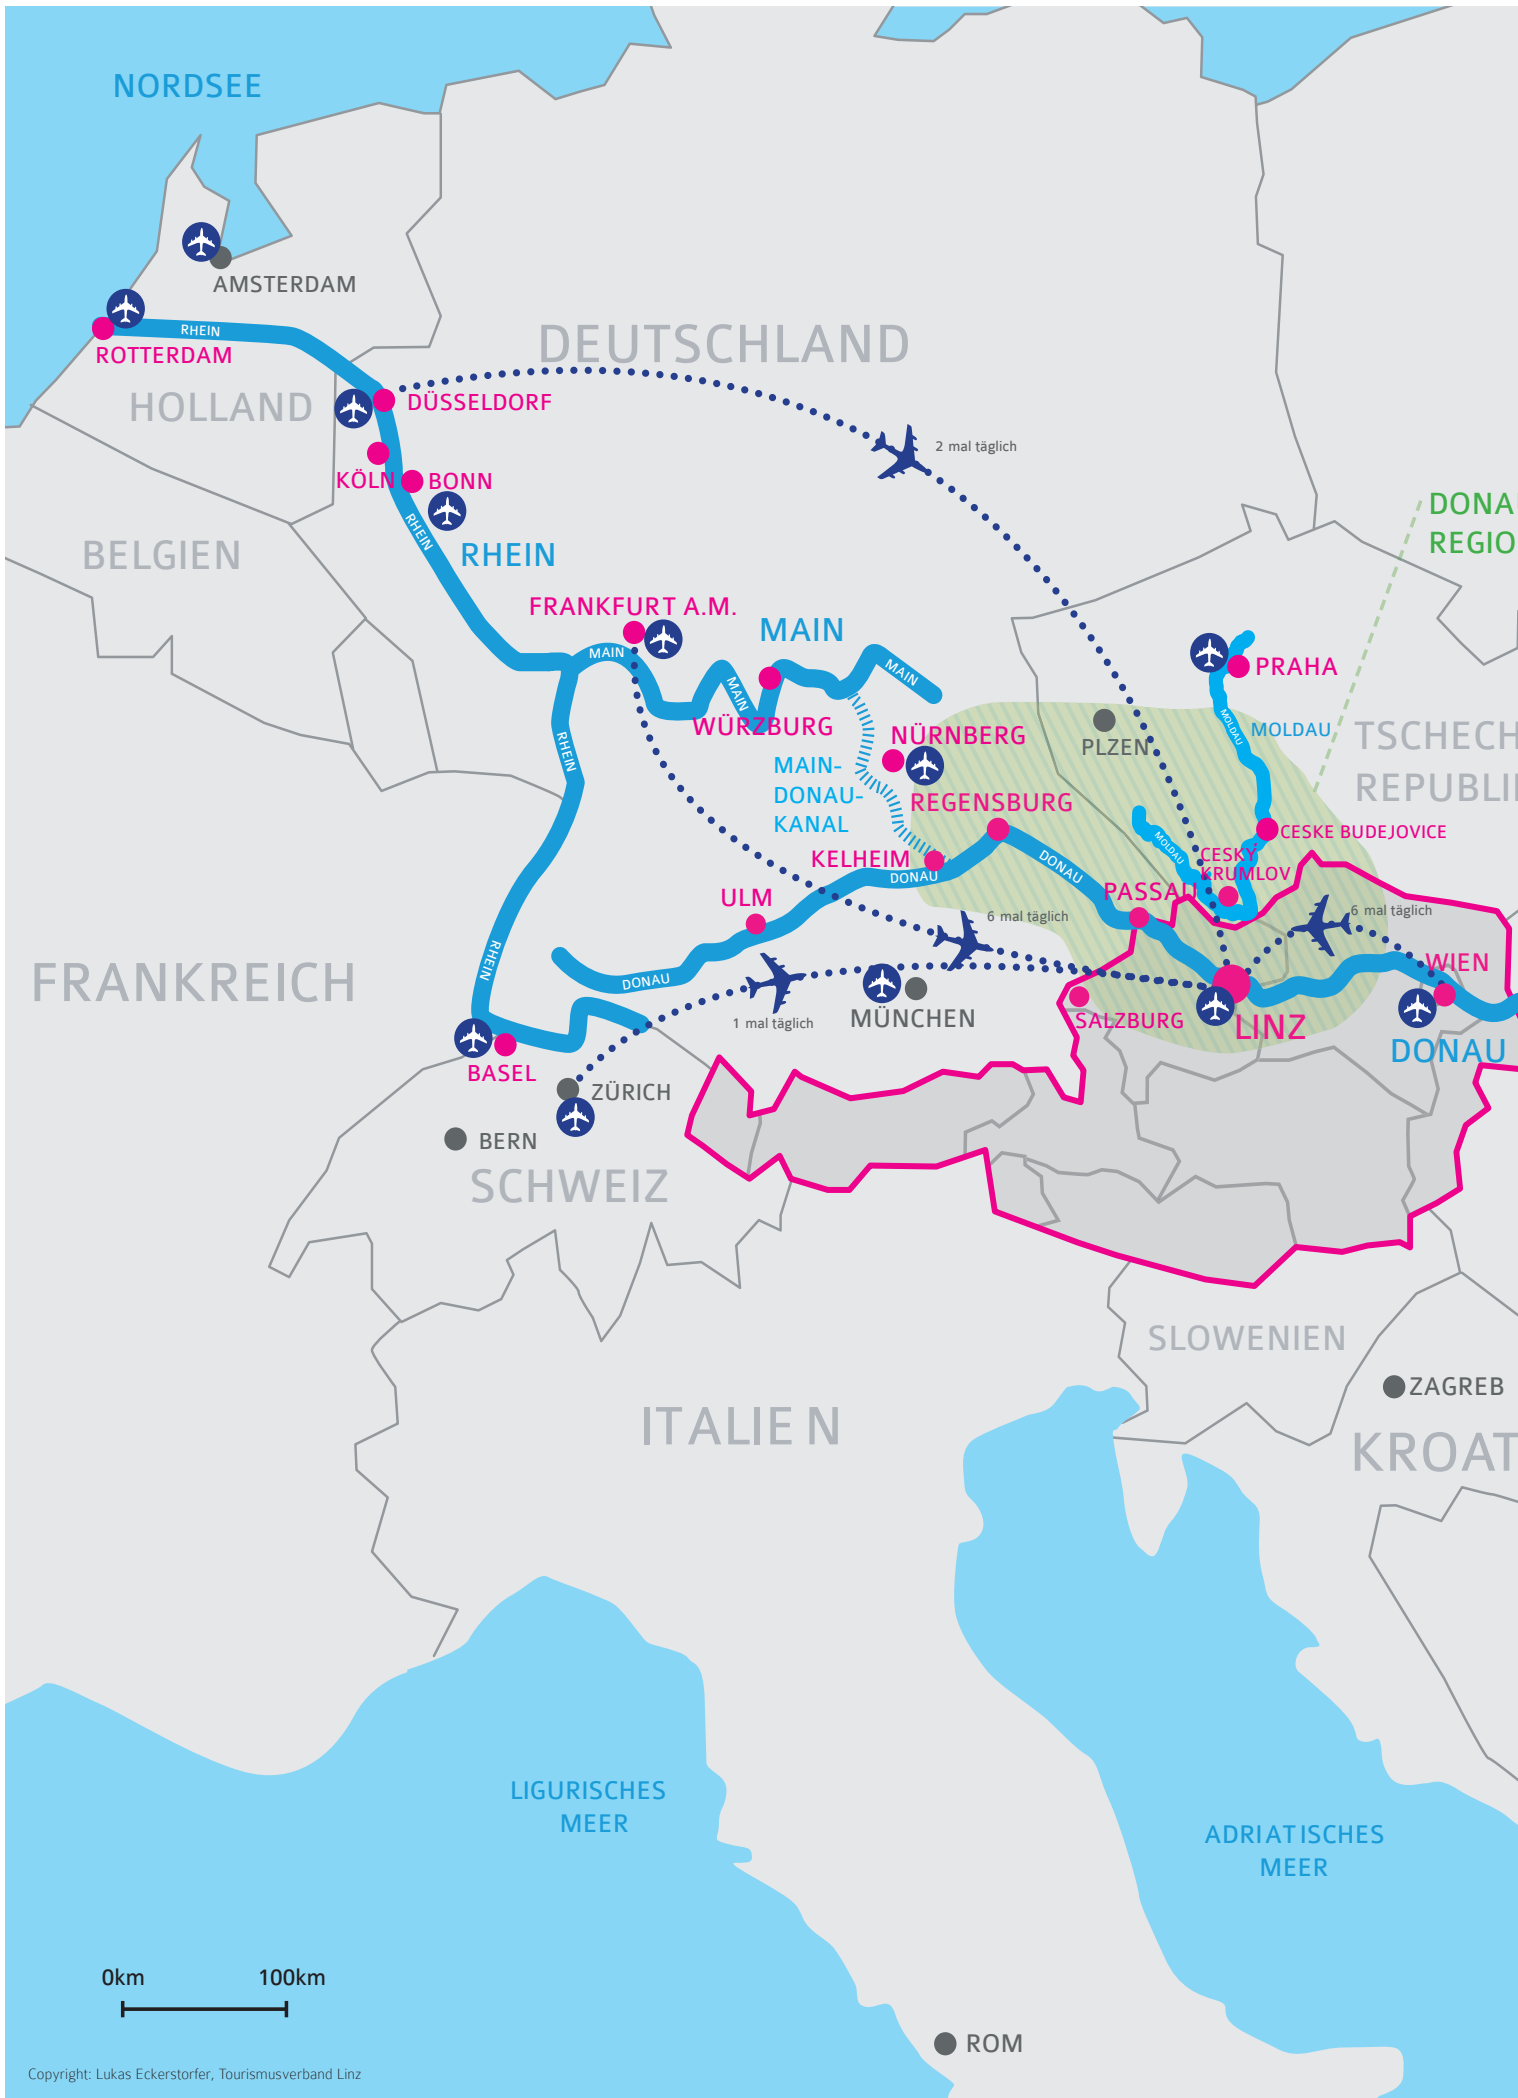 NORDSEE
AMSTERDAM
RHEIN
ROTTERDAM
DEUTSCHLAND
HOLLAND
DÜSSELDORF
2 mal täglich
KÖLN
BONN
DONA
REGIO
RHEIN
RHEIN
BELGIEN
FRANKFURT A.M.
MAIN
MAIN
MAIN
MAIN
PRAHA
WÜRZBURG
NÜRNBERG
PLZEN
MOLDAU
MOLDAU
TSCHECH
REPUBLI
RHEIN
MAIN-
DONAU-
KANAL
REGENSBURG
CESKE BUDEJOVICE
KELHEIM
DONAU
DONAU
MOLDAU
CESKY
KRUMLOV
ULM
PASSAU
6 mal täglich
6 mal täglich
FRANKREICH
RHEIN
DONAU
WIEN
1 mal täglich
MÜNCHEN
SALZBURG
LINZ
DONAU
BASEL
ZÜRICH
BERN
SCHWEIZ
SLOWENIEN
ZAGREB
ITALIEN
KROAT
LIGURISCHES
MEER
ADRIATISCHES
MEER
0km 100km
ROM
Copyright: Lukas Eckerstorfer, Tourismusverband Linz